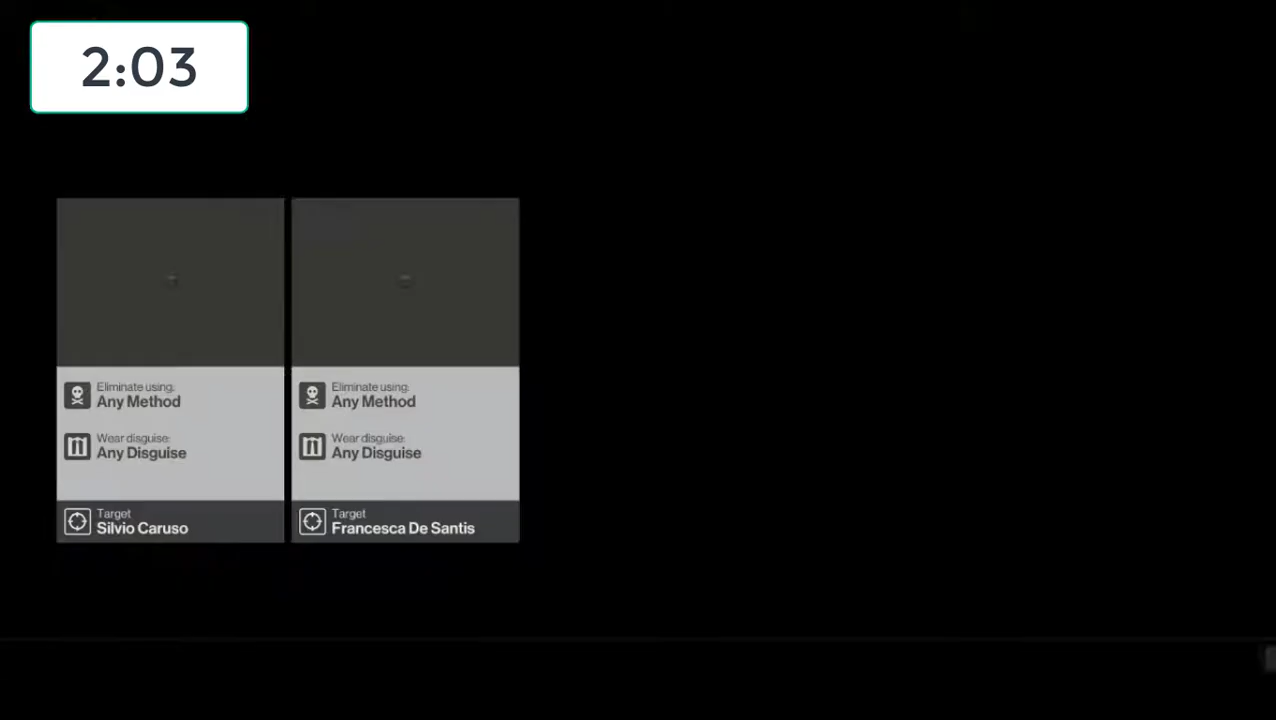 2:03
Eliminate using:
Any Method
Wear disguise:
Any Disguise
Target
Silvio Caruso
Eliminate using:
Any Method
Wear disguise:
Any Disguise
Target
Francesca De Santis